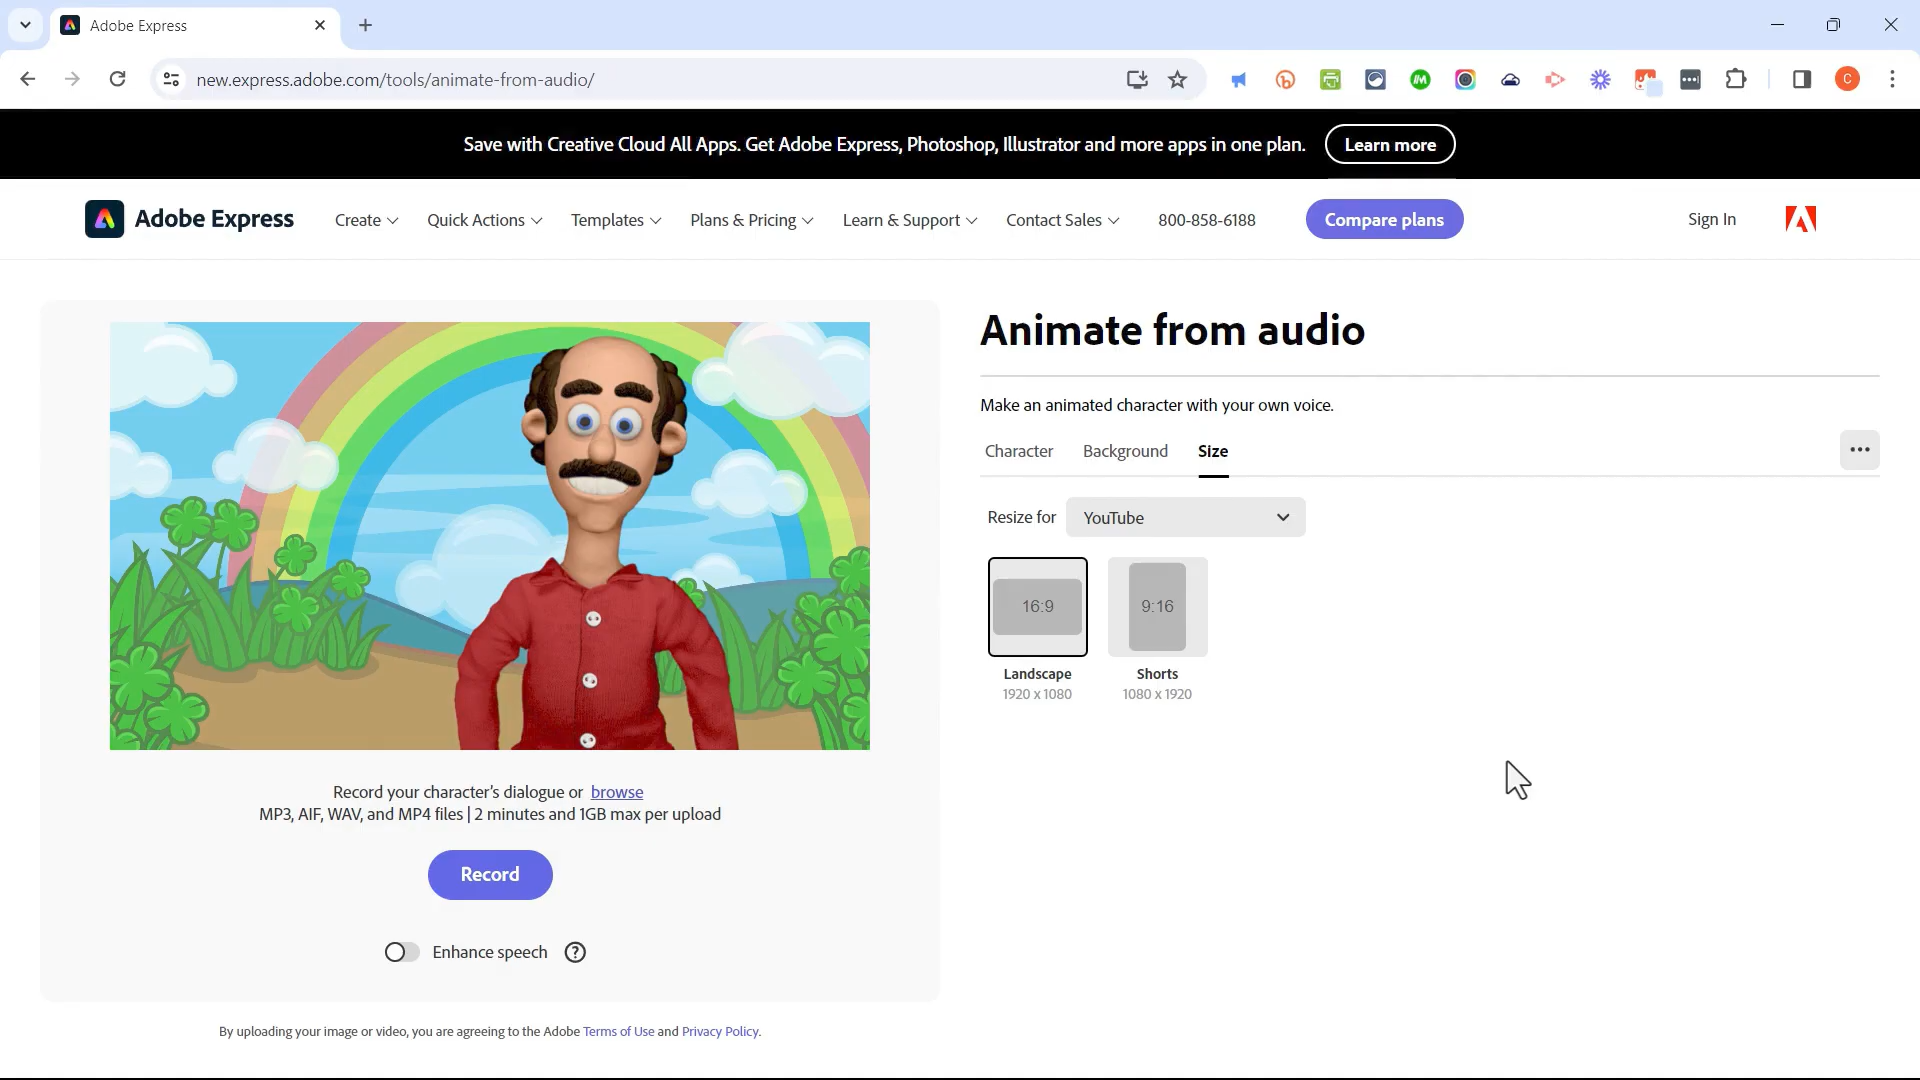 Adobe Express
new.express.adobe.com/tools/animate-from-audio/
C
Save with Creative Cloud All Apps. Get Adobe Express, Photoshop, Illustrator and more apps in one plan.
Learn more
Adobe Express
Create
Quick Actions
Templates
Plans & Pricing
Learn & Support
Contact Sales
800-858-6188
Compare plans
Sign In
Animate from audio
Make an animated character with your own voice.
Character
Background
Size
Resize for
YouTube
16:9
9:16
Landscape
Shorts
1920 x 1080
1080 x 1920
Record your character's dialogue or browse
MP3, AIF, WAV, and MP4 files | 2 minutes and 1GB max per upload
Record
Enhance speech
By uploading your image or video, you are agreeing to the Adobe Terms of Use and Privacy Policy.